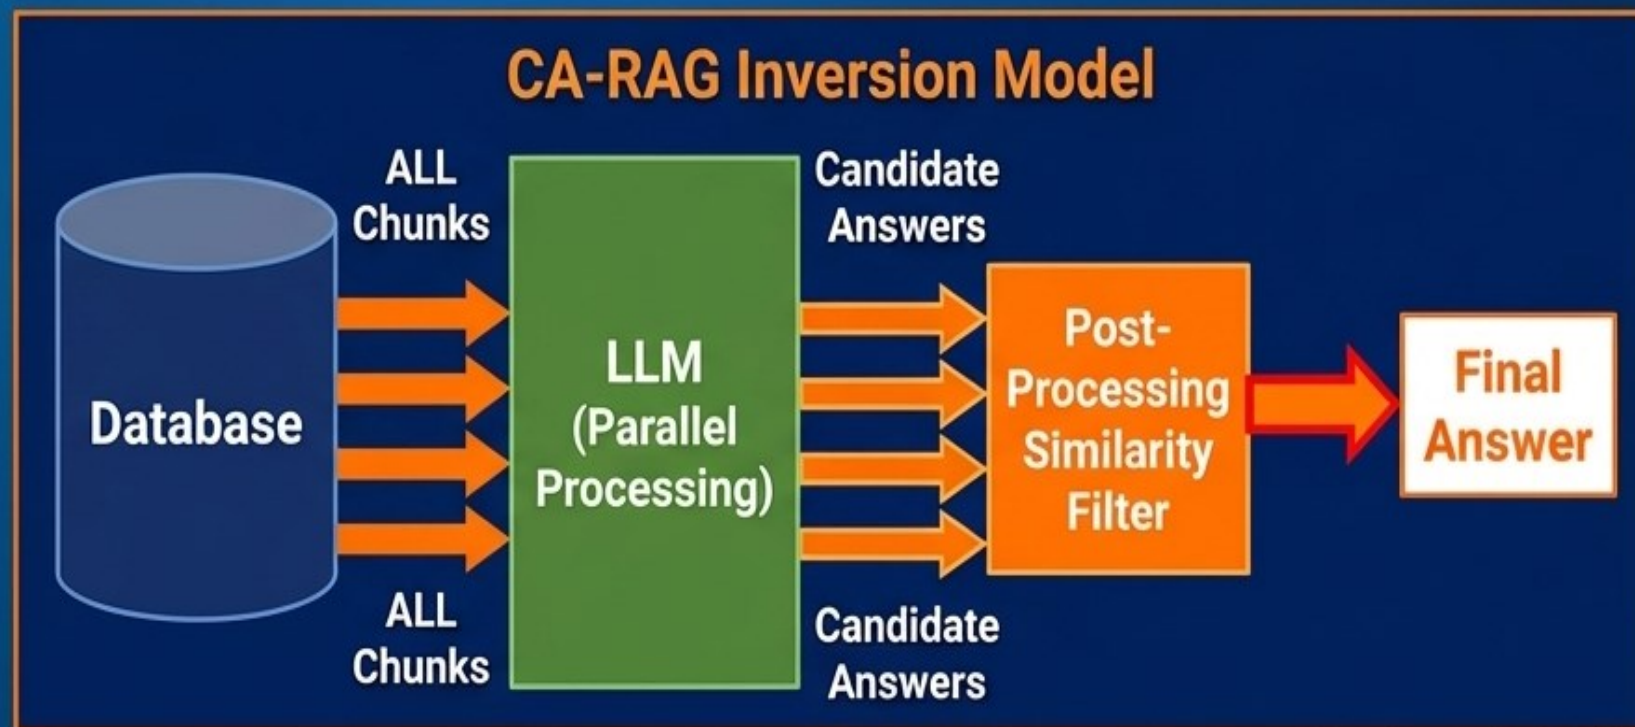 CA-RAG Inversion Model
ALL
Chunks
Candidate
Answers
Database
LLM
(Parallel
Processing)
Post-
Processing
Similarity
Filter
Final
Answer
ALL
Chunks
Candidate
Answers